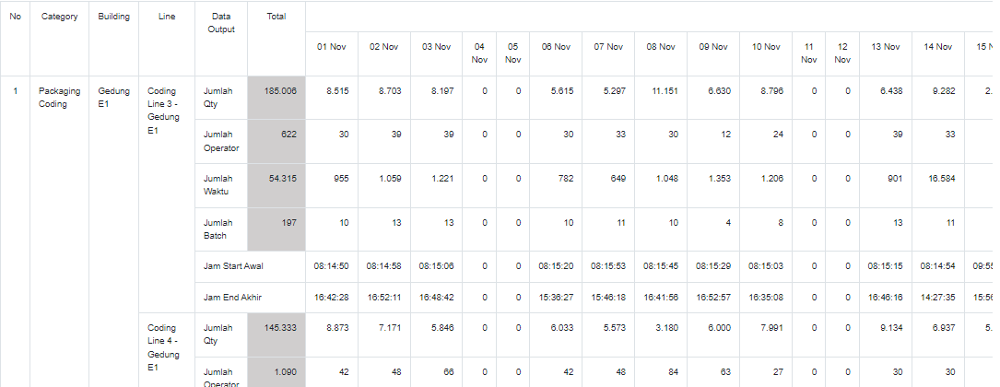 No Category Building Line Data Output Total
01 Nov 02 Nov 03 Nov 04 Nov 05 Nov 06 Nov 07 Nov 08 Nov 09 Nov 10 Nov 11 Nov 12 Nov 13 Nov 14 Nov 15 N
1 Packaging Coding Gedung E1 Coding Line 3 - Gedung E1 Jumlah Qty 185.006 8.515 8.703 8.197 0 0 5.615 5.297 11.151 6.630 8.796 0 0 6.438 9.282 2.
Jumlah Operator 622 30 39 39 0 0 30 33 30 12 24 0 0 39 33
Jumlah Waktu 54.315 955 1.059 1.221 0 0 782 649 1.048 1.353 1.206 0 0 901 16.584
Jumlah Batch 197 10 13 13 0 0 10 11 10 4 8 0 0 13 11
Jam Start Awal 08:14:50 08:14:58 08:15:06 0 0 08:15:20 08:15:53 08:15:45 08:15:29 08:15:03 0 0 08:15:15 08:14:54 09:55
Jam End Akhir 16:42:28 16:52:11 16:48:42 0 0 15:36:27 15:46:18 16:41:56 16:52:57 16:35:08 0 0 16:46:16 14:27:35 15:56
Coding Line 4 - Gedung E1 Jumlah Qty 145.333 8.873 7.171 5.846 0 0 6.033 5.573 3.180 6.000 7.991 0 0 9.134 6.937 5.
Jumlah Operator 1.090 42 48 66 0 0 42 48 84 63 27 0 0 30 30